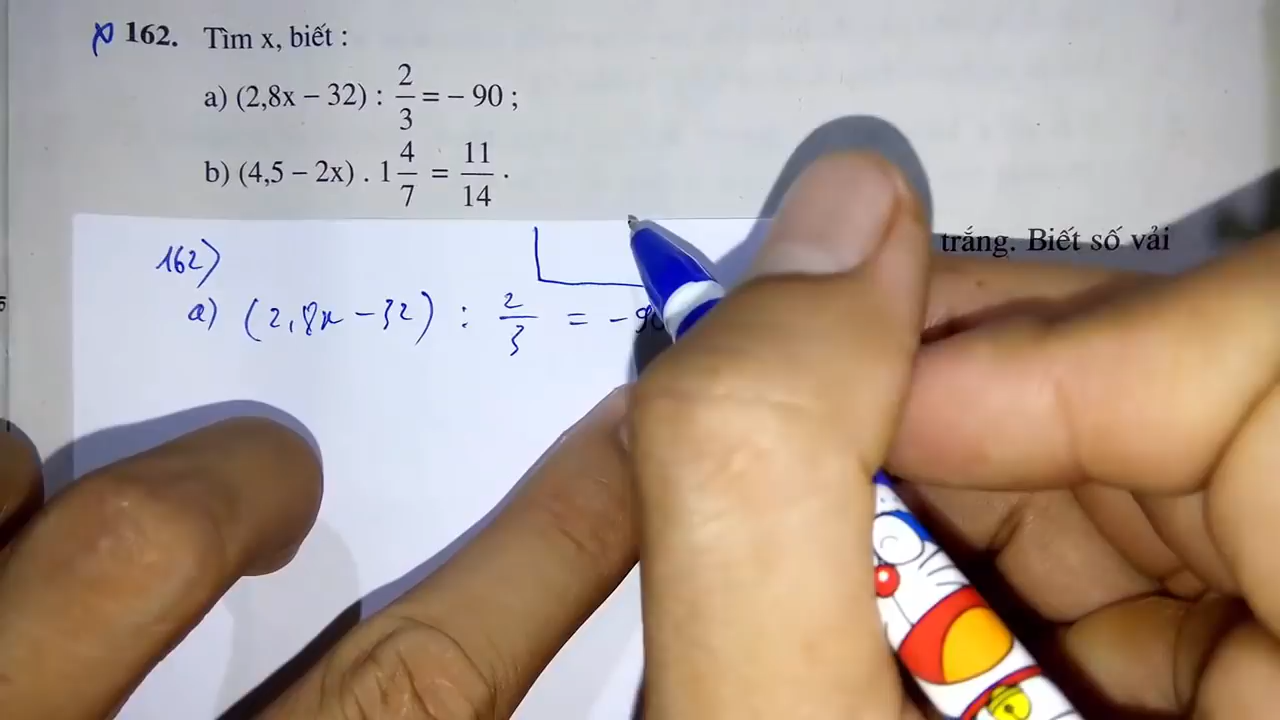 162. Tìm x, biết :
a) (2,8x – 32) : 2/3 = – 90 ;
b) (4,5 – 2x) . 1 4/7 = 11/14 .
trắng. Biết số vải
162)
a) (2,8x – 32) : 2/3 = – 90